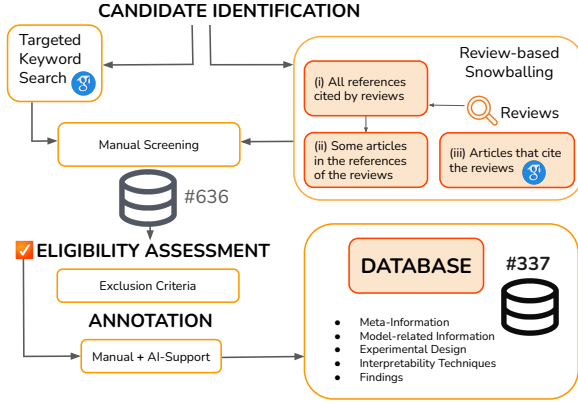 CANDIDATE IDENTIFICATION
Targeted
Keyword
Search
Review-based
Snowballing
(i) All references
cited by reviews
Reviews
Manual Screening
(ii) Some articles
in the references
of the reviews
(iii) Articles that cite
the reviews
#636
ELIGIBILITY ASSESSMENT
Exclusion Criteria
ANNOTATION
Manual + AI-Support
DATABASE
#337
● Meta-Information
● Model-related Information
● Experimental Design
● Interpretability Techniques
● Findings